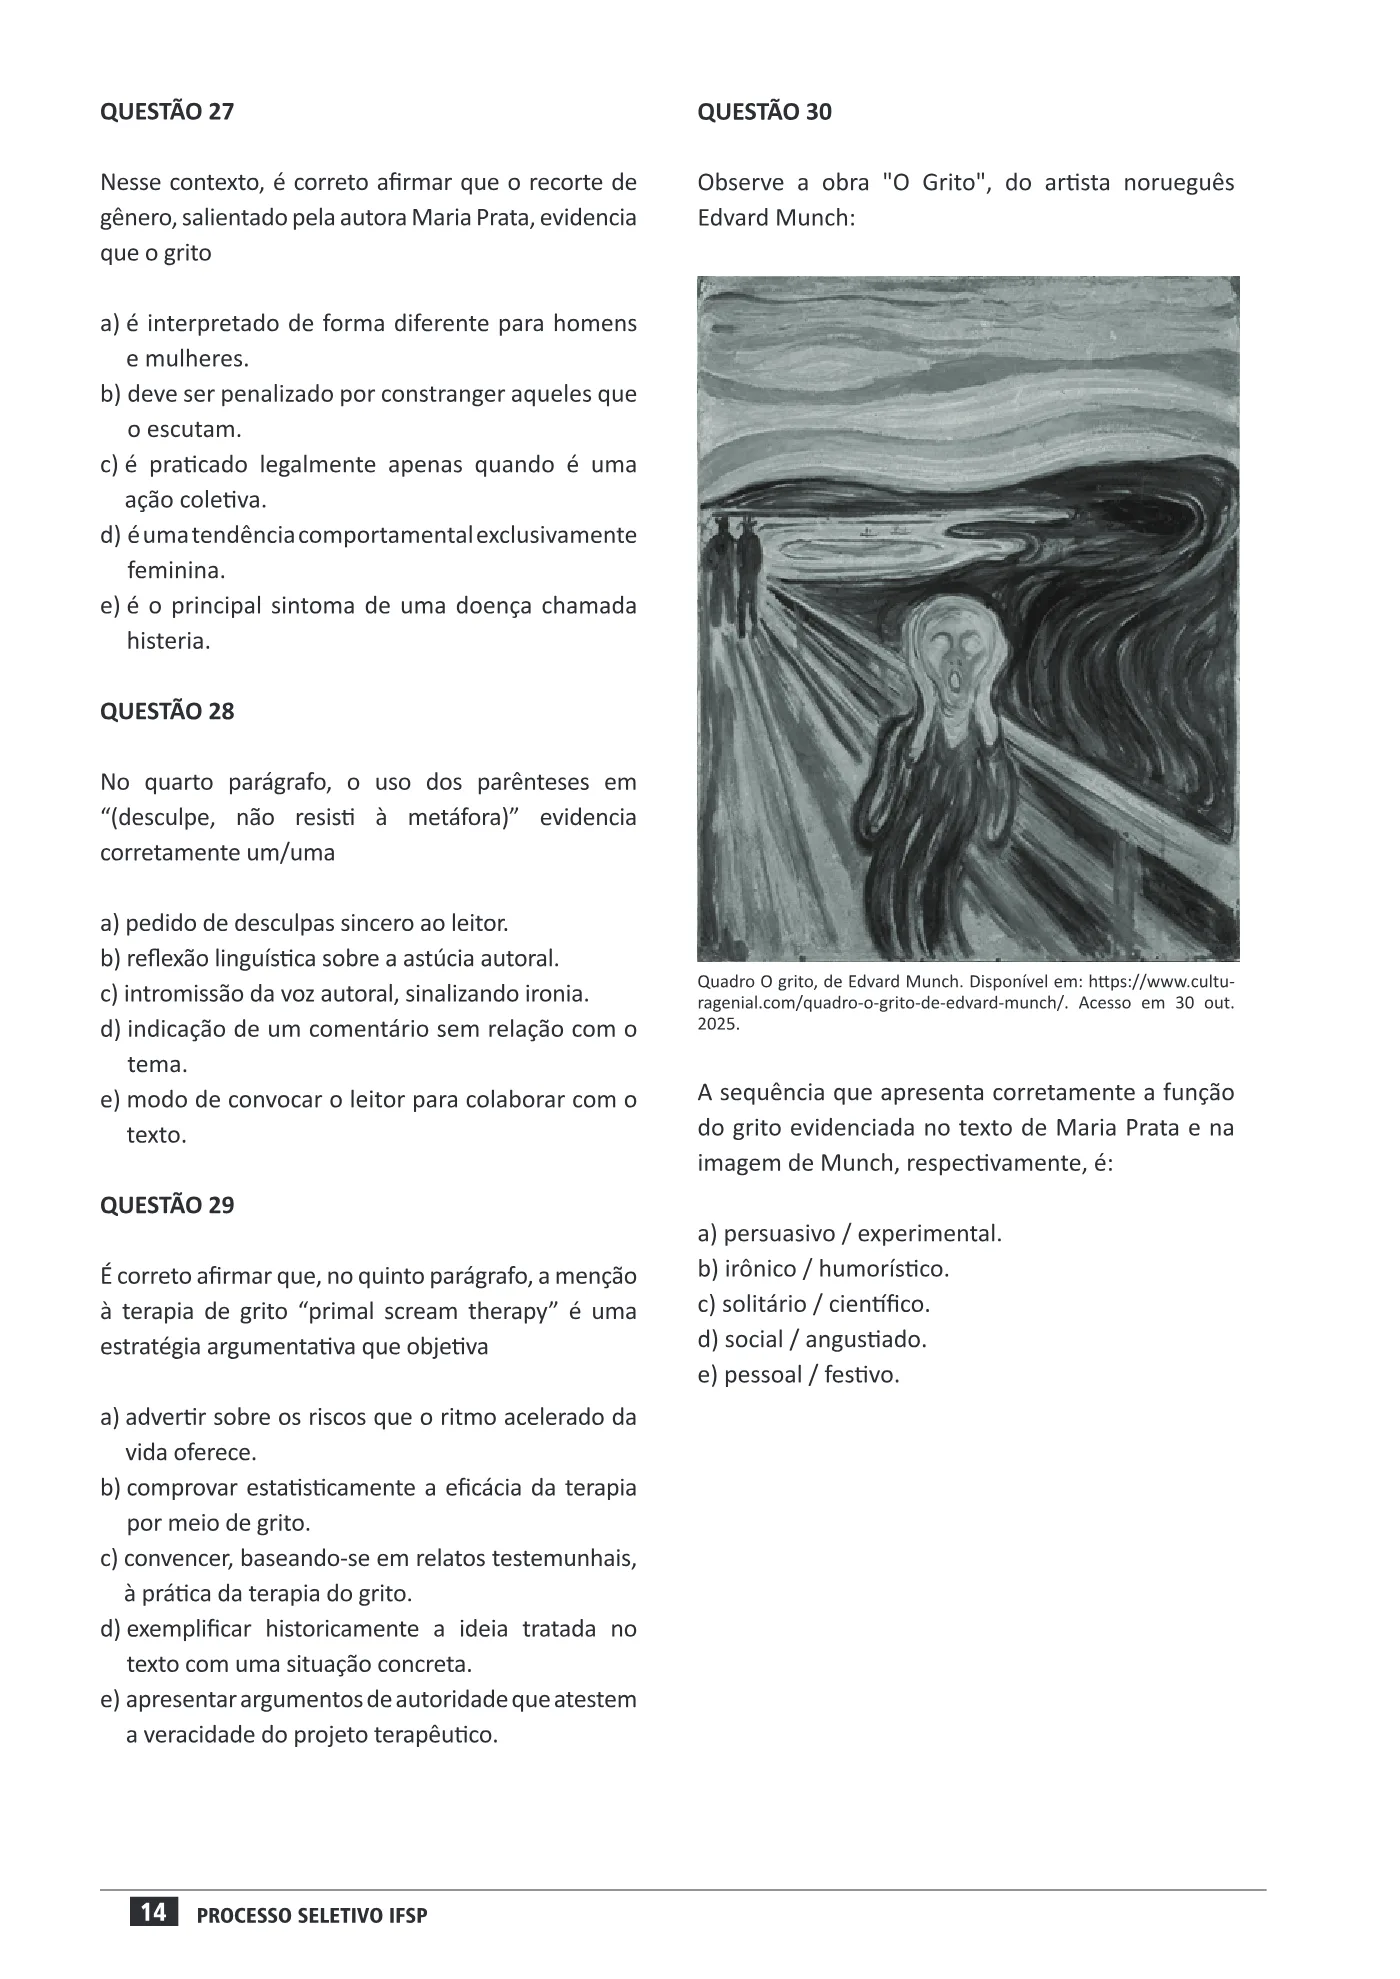 QUESTÃO 27
Nesse contexto, é correto afirmar que o recorte de
gênero, salientado pela autora Maria Prata, evidencia
que o grito
a) é interpretado de forma diferente para homens
e mulheres.
b) deve ser penalizado por constranger aqueles que
o escutam.
c) é praticado legalmente apenas quando é uma
ação coletiva.
d) é uma tendência comportamental exclusivamente
feminina.
e) é o principal sintoma de uma doença chamada
histeria.
QUESTÃO 28
No quarto parágrafo, o uso dos parênteses em
“(desculpe, não resisti à metáfora)” evidencia
corretamente um/uma
a) pedido de desculpas sincero ao leitor.
b) reflexão linguística sobre a astúcia autoral.
c) intromissão da voz autoral, sinalizando ironia.
d) indicação de um comentário sem relação com o
tema.
e) modo de convocar o leitor para colaborar com o
texto.
QUESTÃO 29
É correto afirmar que, no quinto parágrafo, a menção
à terapia de grito “primal scream therapy” é uma
estratégia argumentativa que objetiva
a) advertir sobre os riscos que o ritmo acelerado da
vida oferece.
b) comprovar estatisticamente a eficácia da terapia
por meio de grito.
c) convencer, baseando-se em relatos testemunhais,
à prática da terapia do grito.
d) exemplificar historicamente a ideia tratada no
texto com uma situação concreta.
e) apresentar argumentos de autoridade que atestem
a veracidade do projeto terapêutico.
QUESTÃO 30
Observe a obra "O Grito", do artista norueguês
Edvard Munch:
Quadro O grito, de Edvard Munch. Disponível em: https://www.cultu-
ragenial.com/quadro-o-grito-de-edvard-munch/. Acesso em 30 out.
2025.
A sequência que apresenta corretamente a função
do grito evidenciada no texto de Maria Prata e na
imagem de Munch, respectivamente, é:
a) persuasivo / experimental.
b) irônico / humorístico.
c) solitário / científico.
d) social / angustiado.
e) pessoal / festivo.
14 PROCESSO SELETIVO IFSP